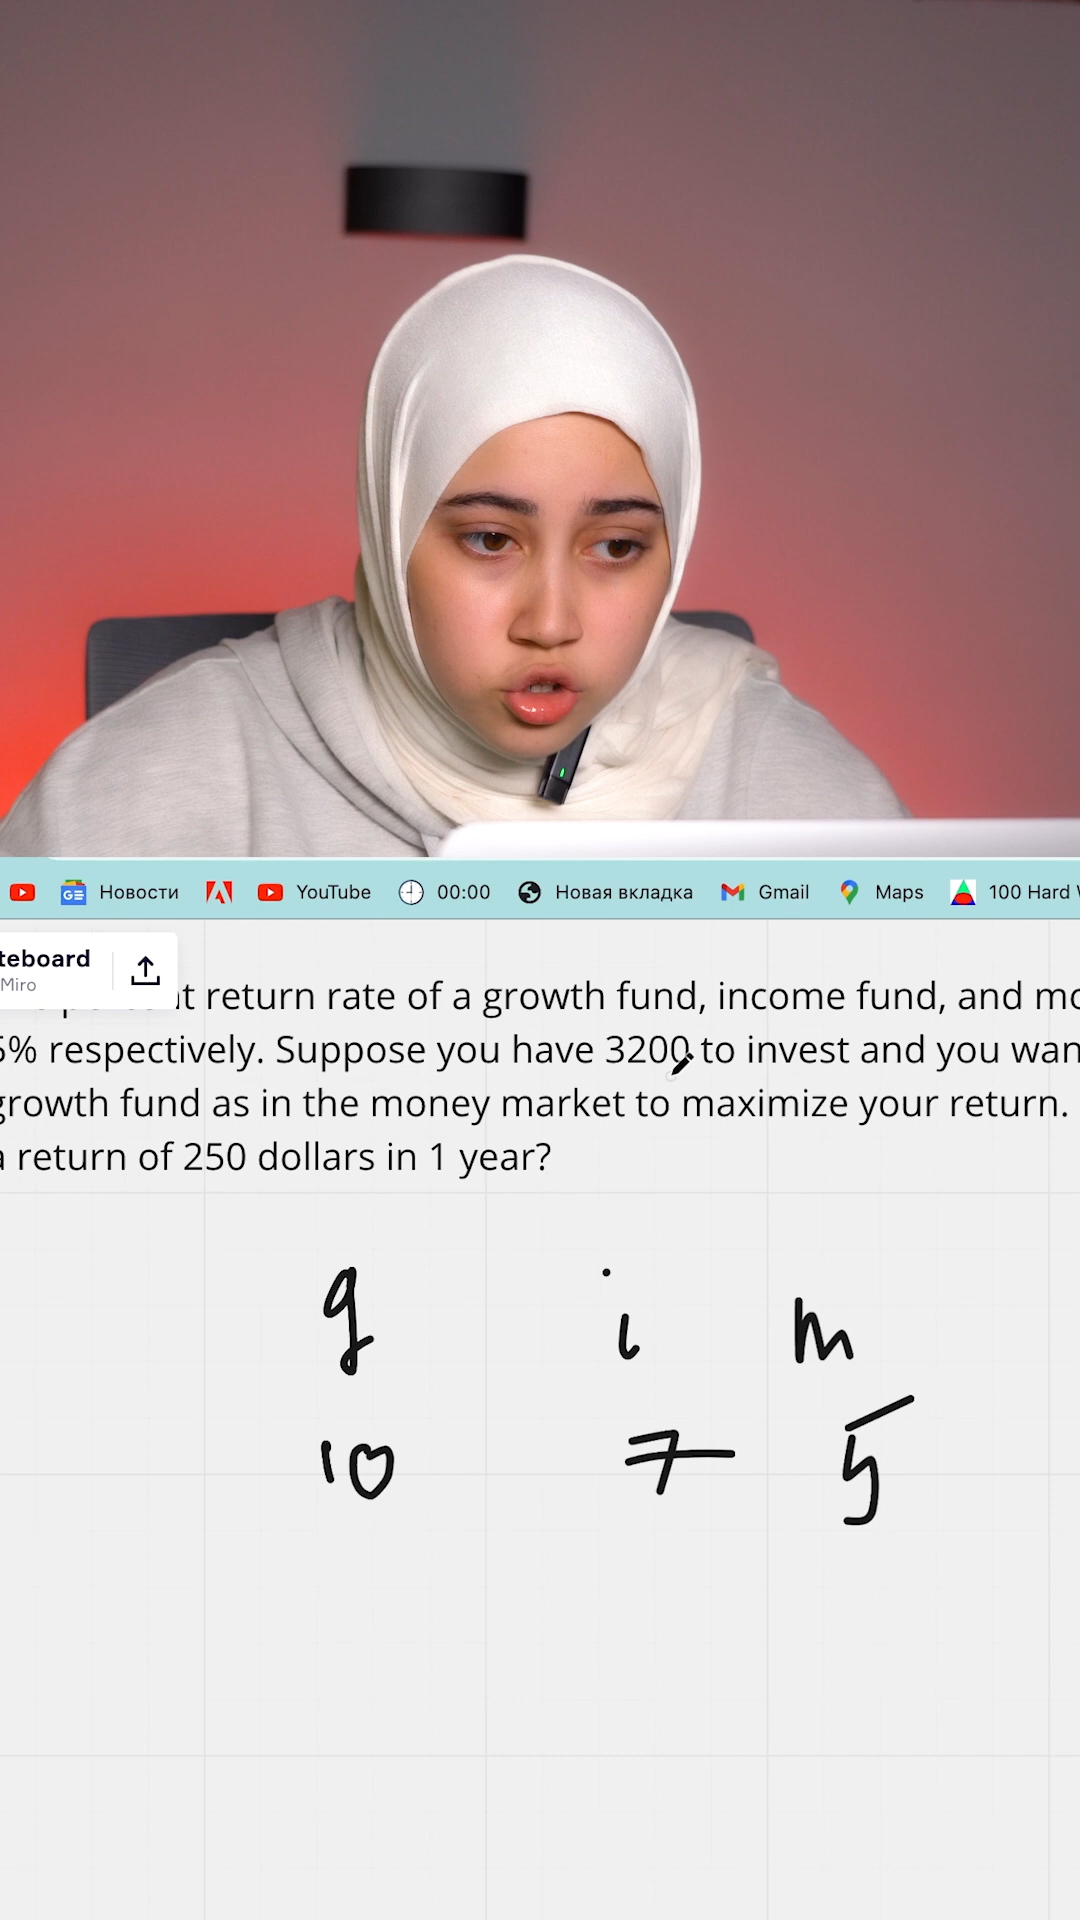 Новости YouTube 00:00 Новая вкладка Gmail Maps 100 Hard
teboard
Miro
return rate of a growth fund, income fund, and
% respectively. Suppose you have 3200 to invest and you
growth fund as in the money market to maximize your return.
return of 250 dollars in 1 year?
g i m
10 7 5